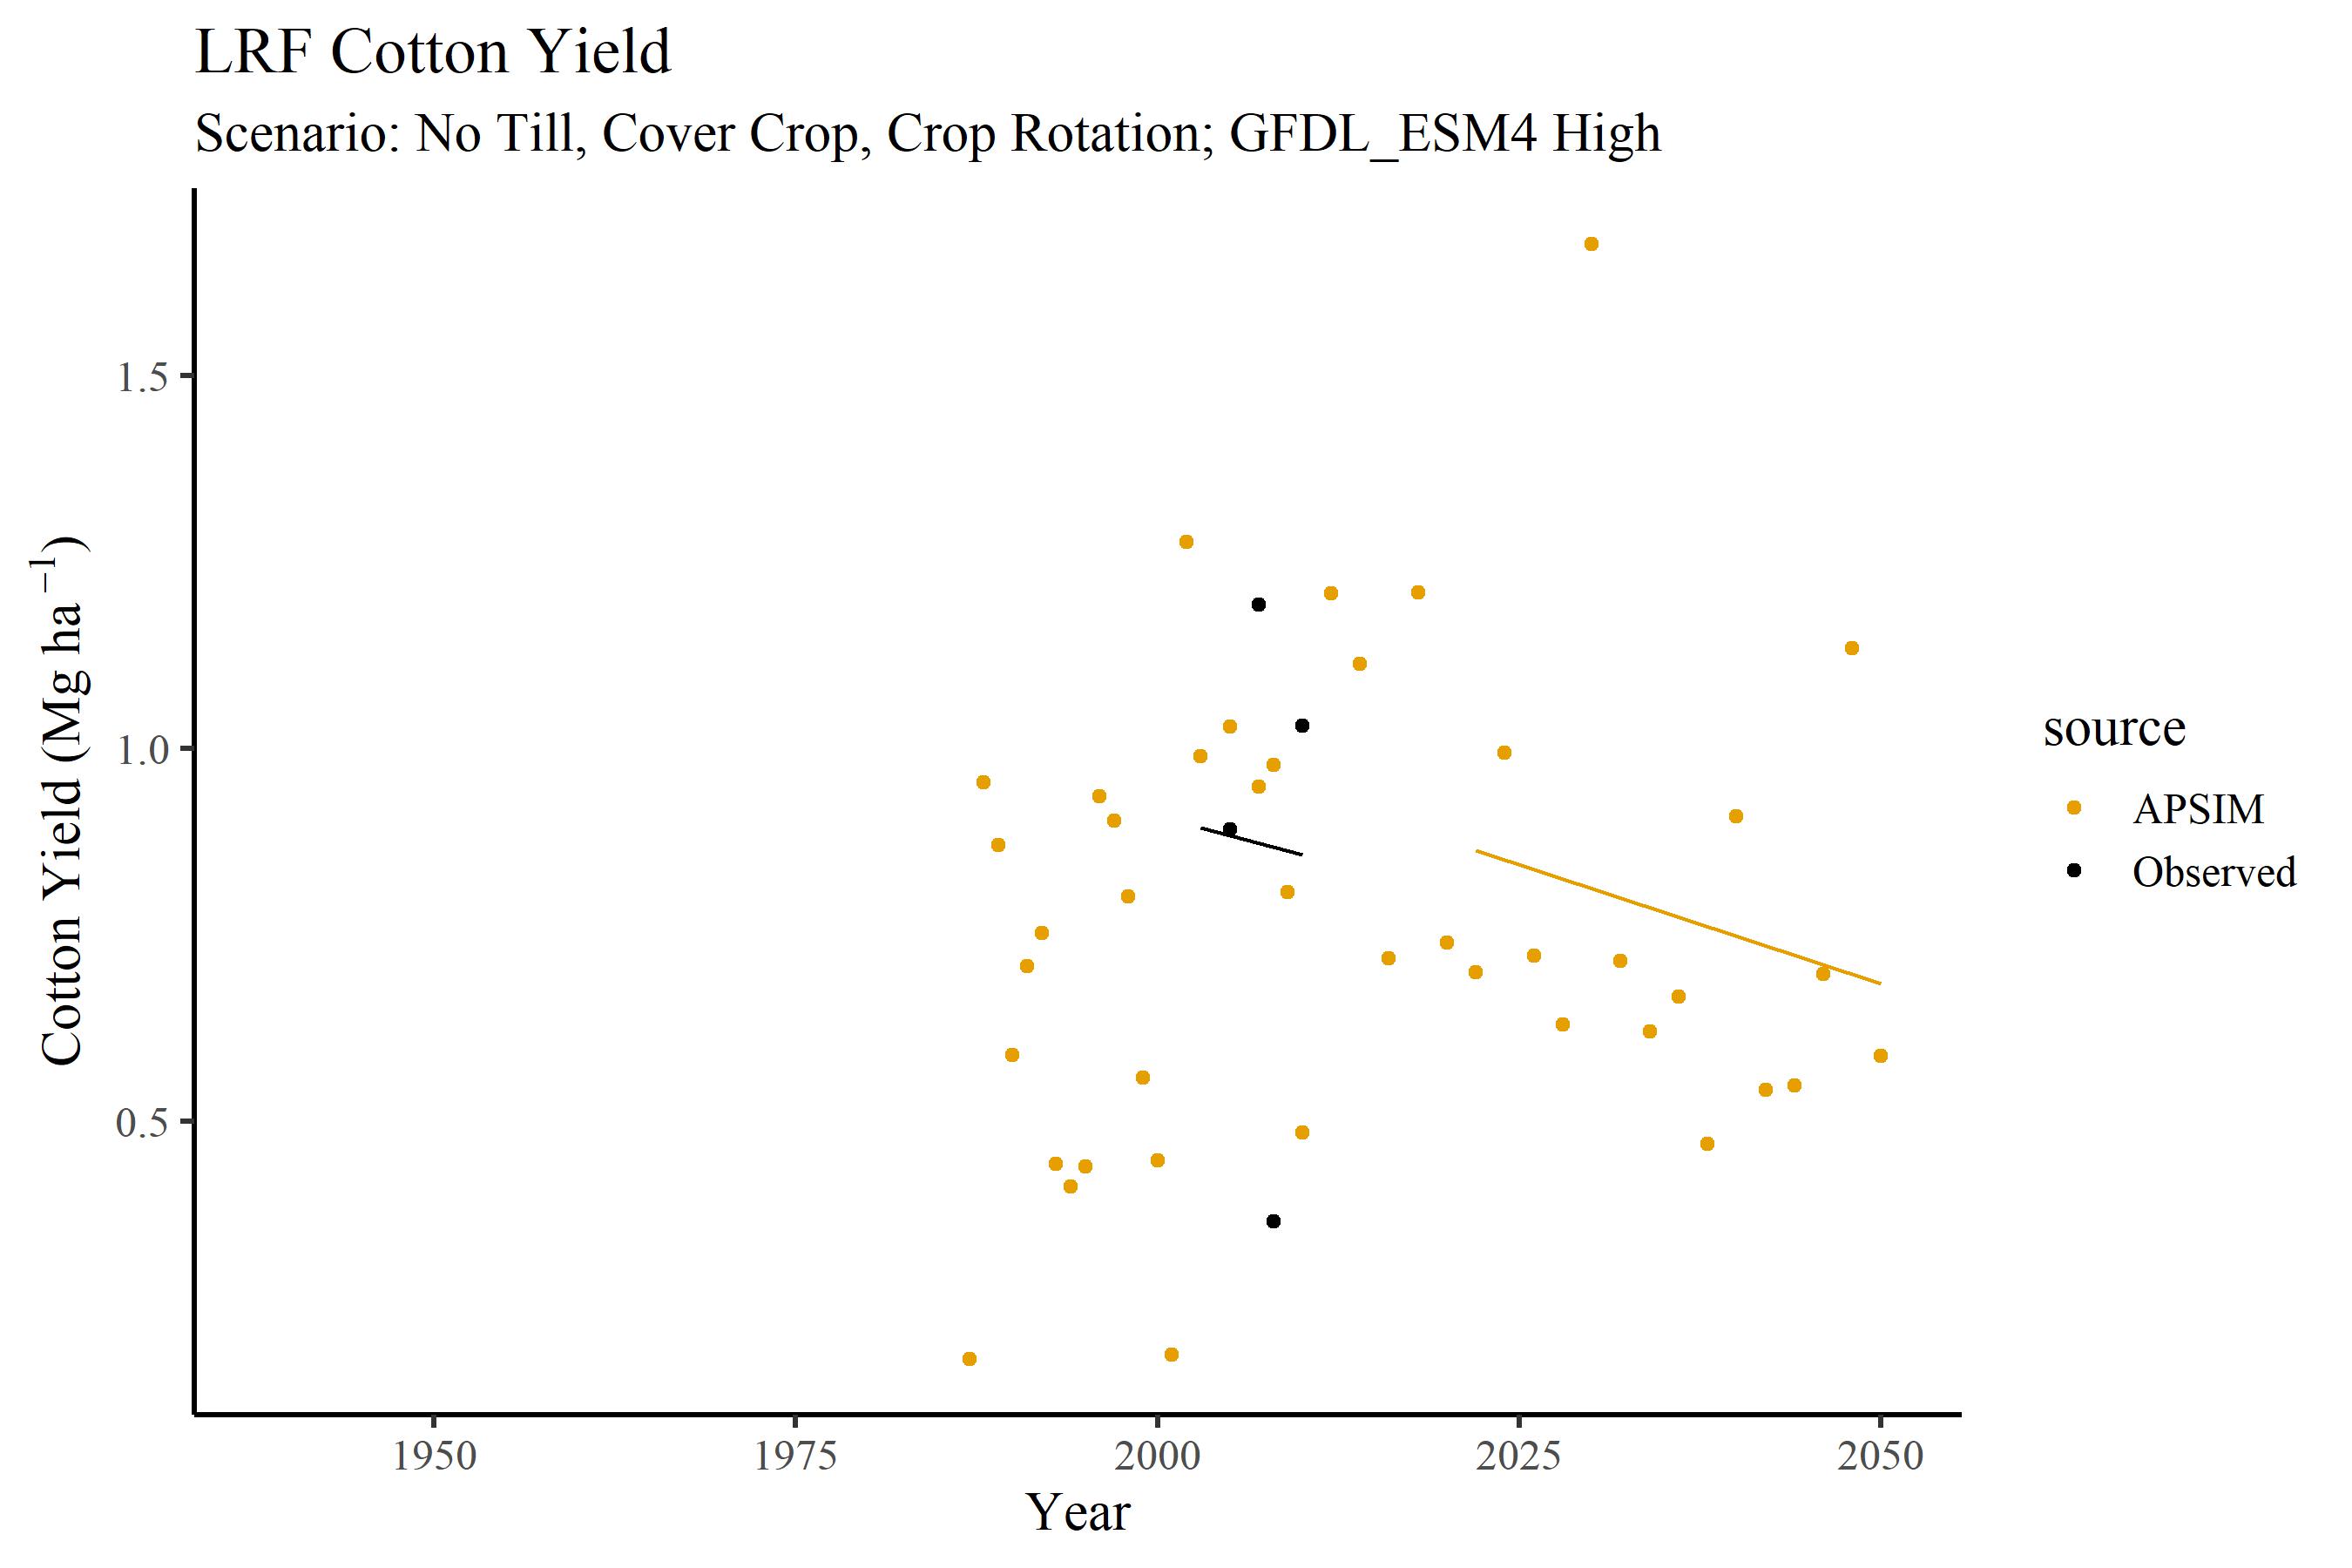 LRF Cotton Yield
Scenario: No Till, Cover Crop, Crop Rotation; GFDL_ESM4 High
Cotton Yield (Mg ha −1)
1.5
1.0
0.5
1950 1975 2000 2025 2050
Year
source
APSIM
Observed